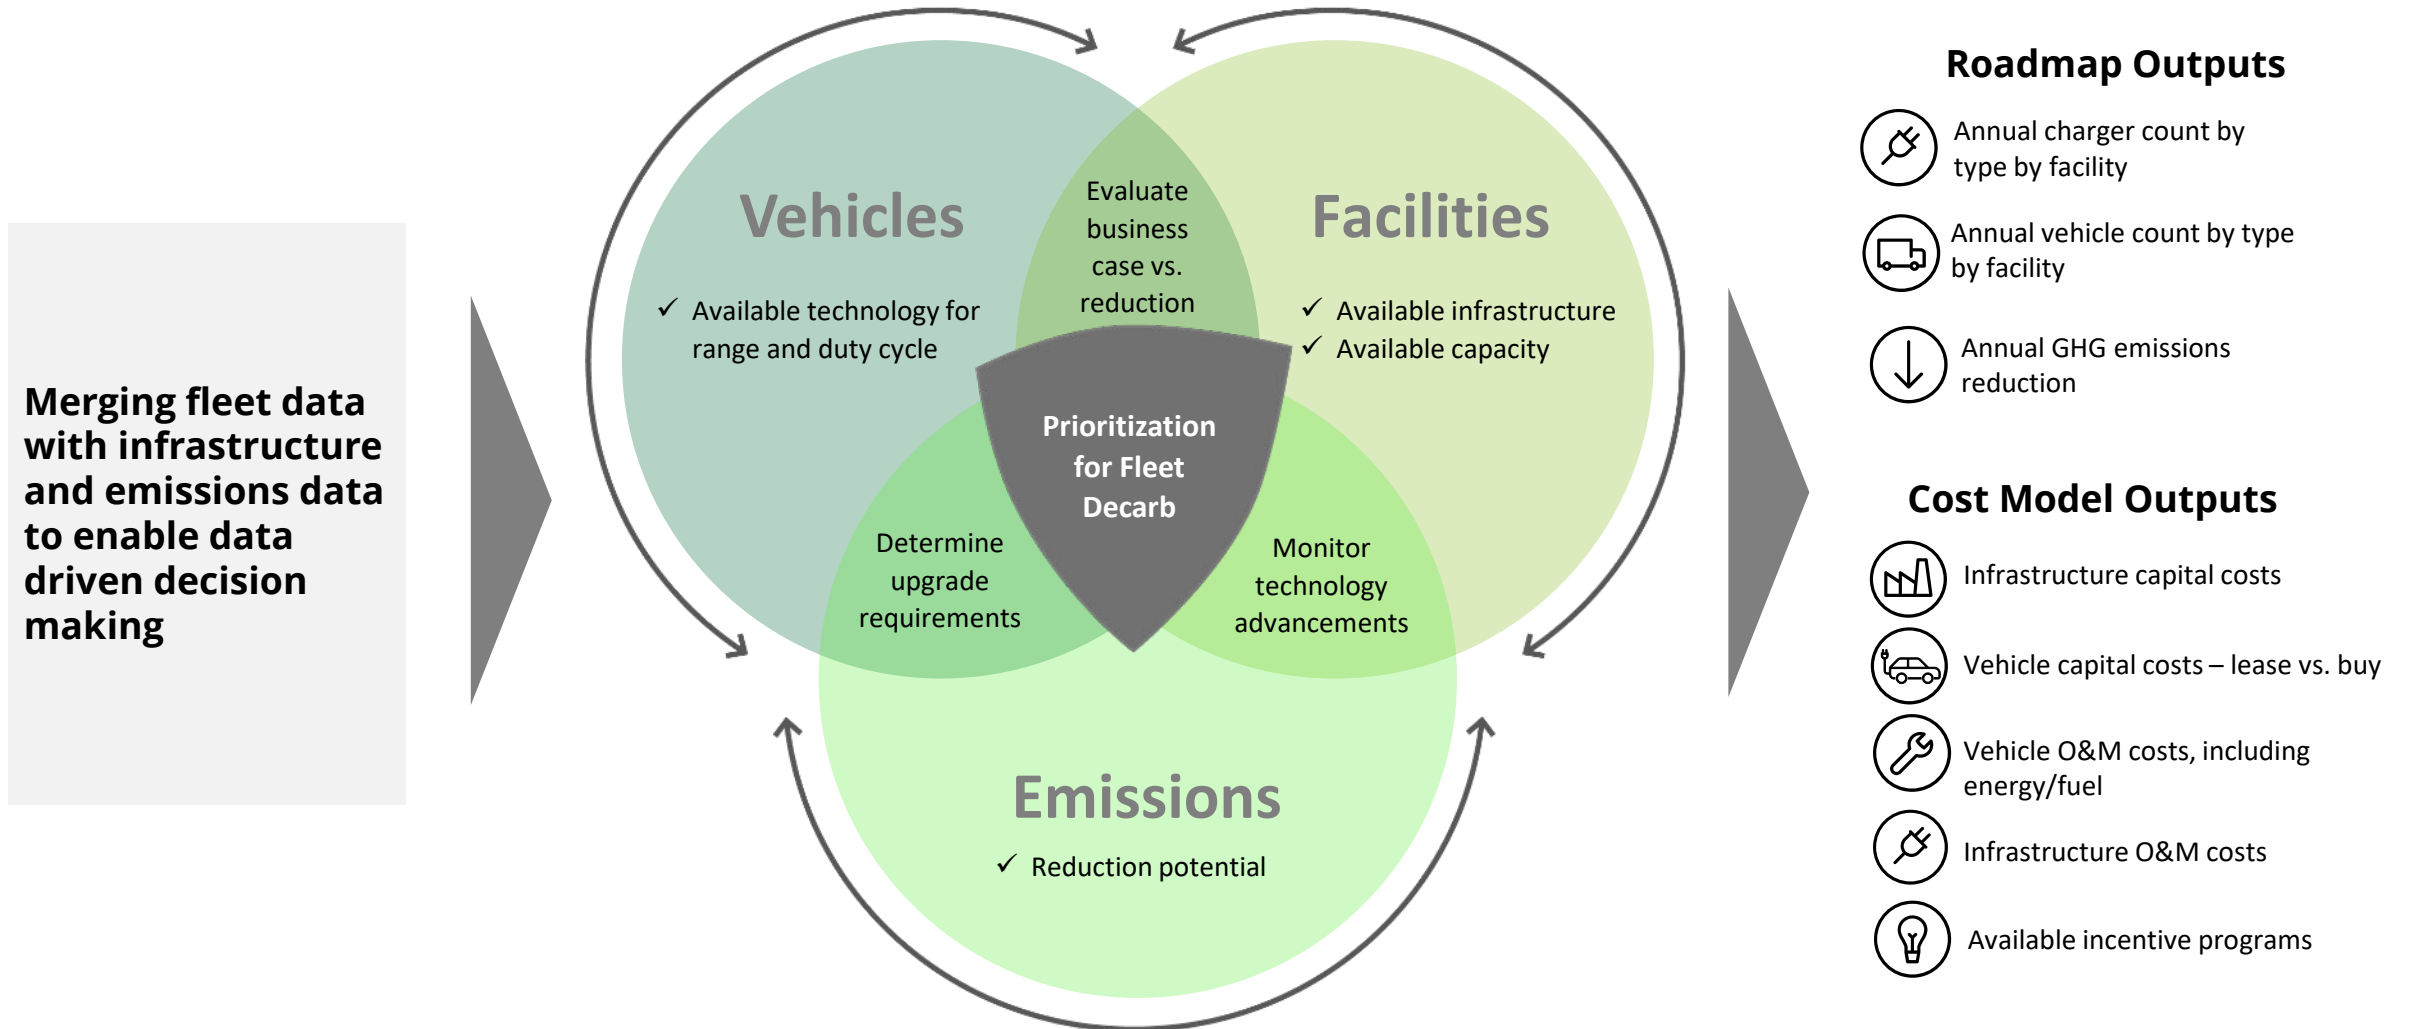 Merging fleet data
with infrastructure
and emissions data
to enable data
driven decision
making
Vehicles
✓ Available technology for
range and duty cycle
Evaluate
business
case vs.
reduction
Facilities
✓ Available infrastructure
✓ Available capacity
Prioritization
for Fleet
Decarb
Determine
upgrade
requirements
Monitor
technology
advancements
Emissions
✓ Reduction potential
Roadmap Outputs
Annual charger count by
type by facility
Annual vehicle count by type
by facility
Annual GHG emissions
reduction
Cost Model Outputs
Infrastructure capital costs
Vehicle capital costs – lease vs. buy
Vehicle O&M costs, including
energy/fuel
Infrastructure O&M costs
Available incentive programs